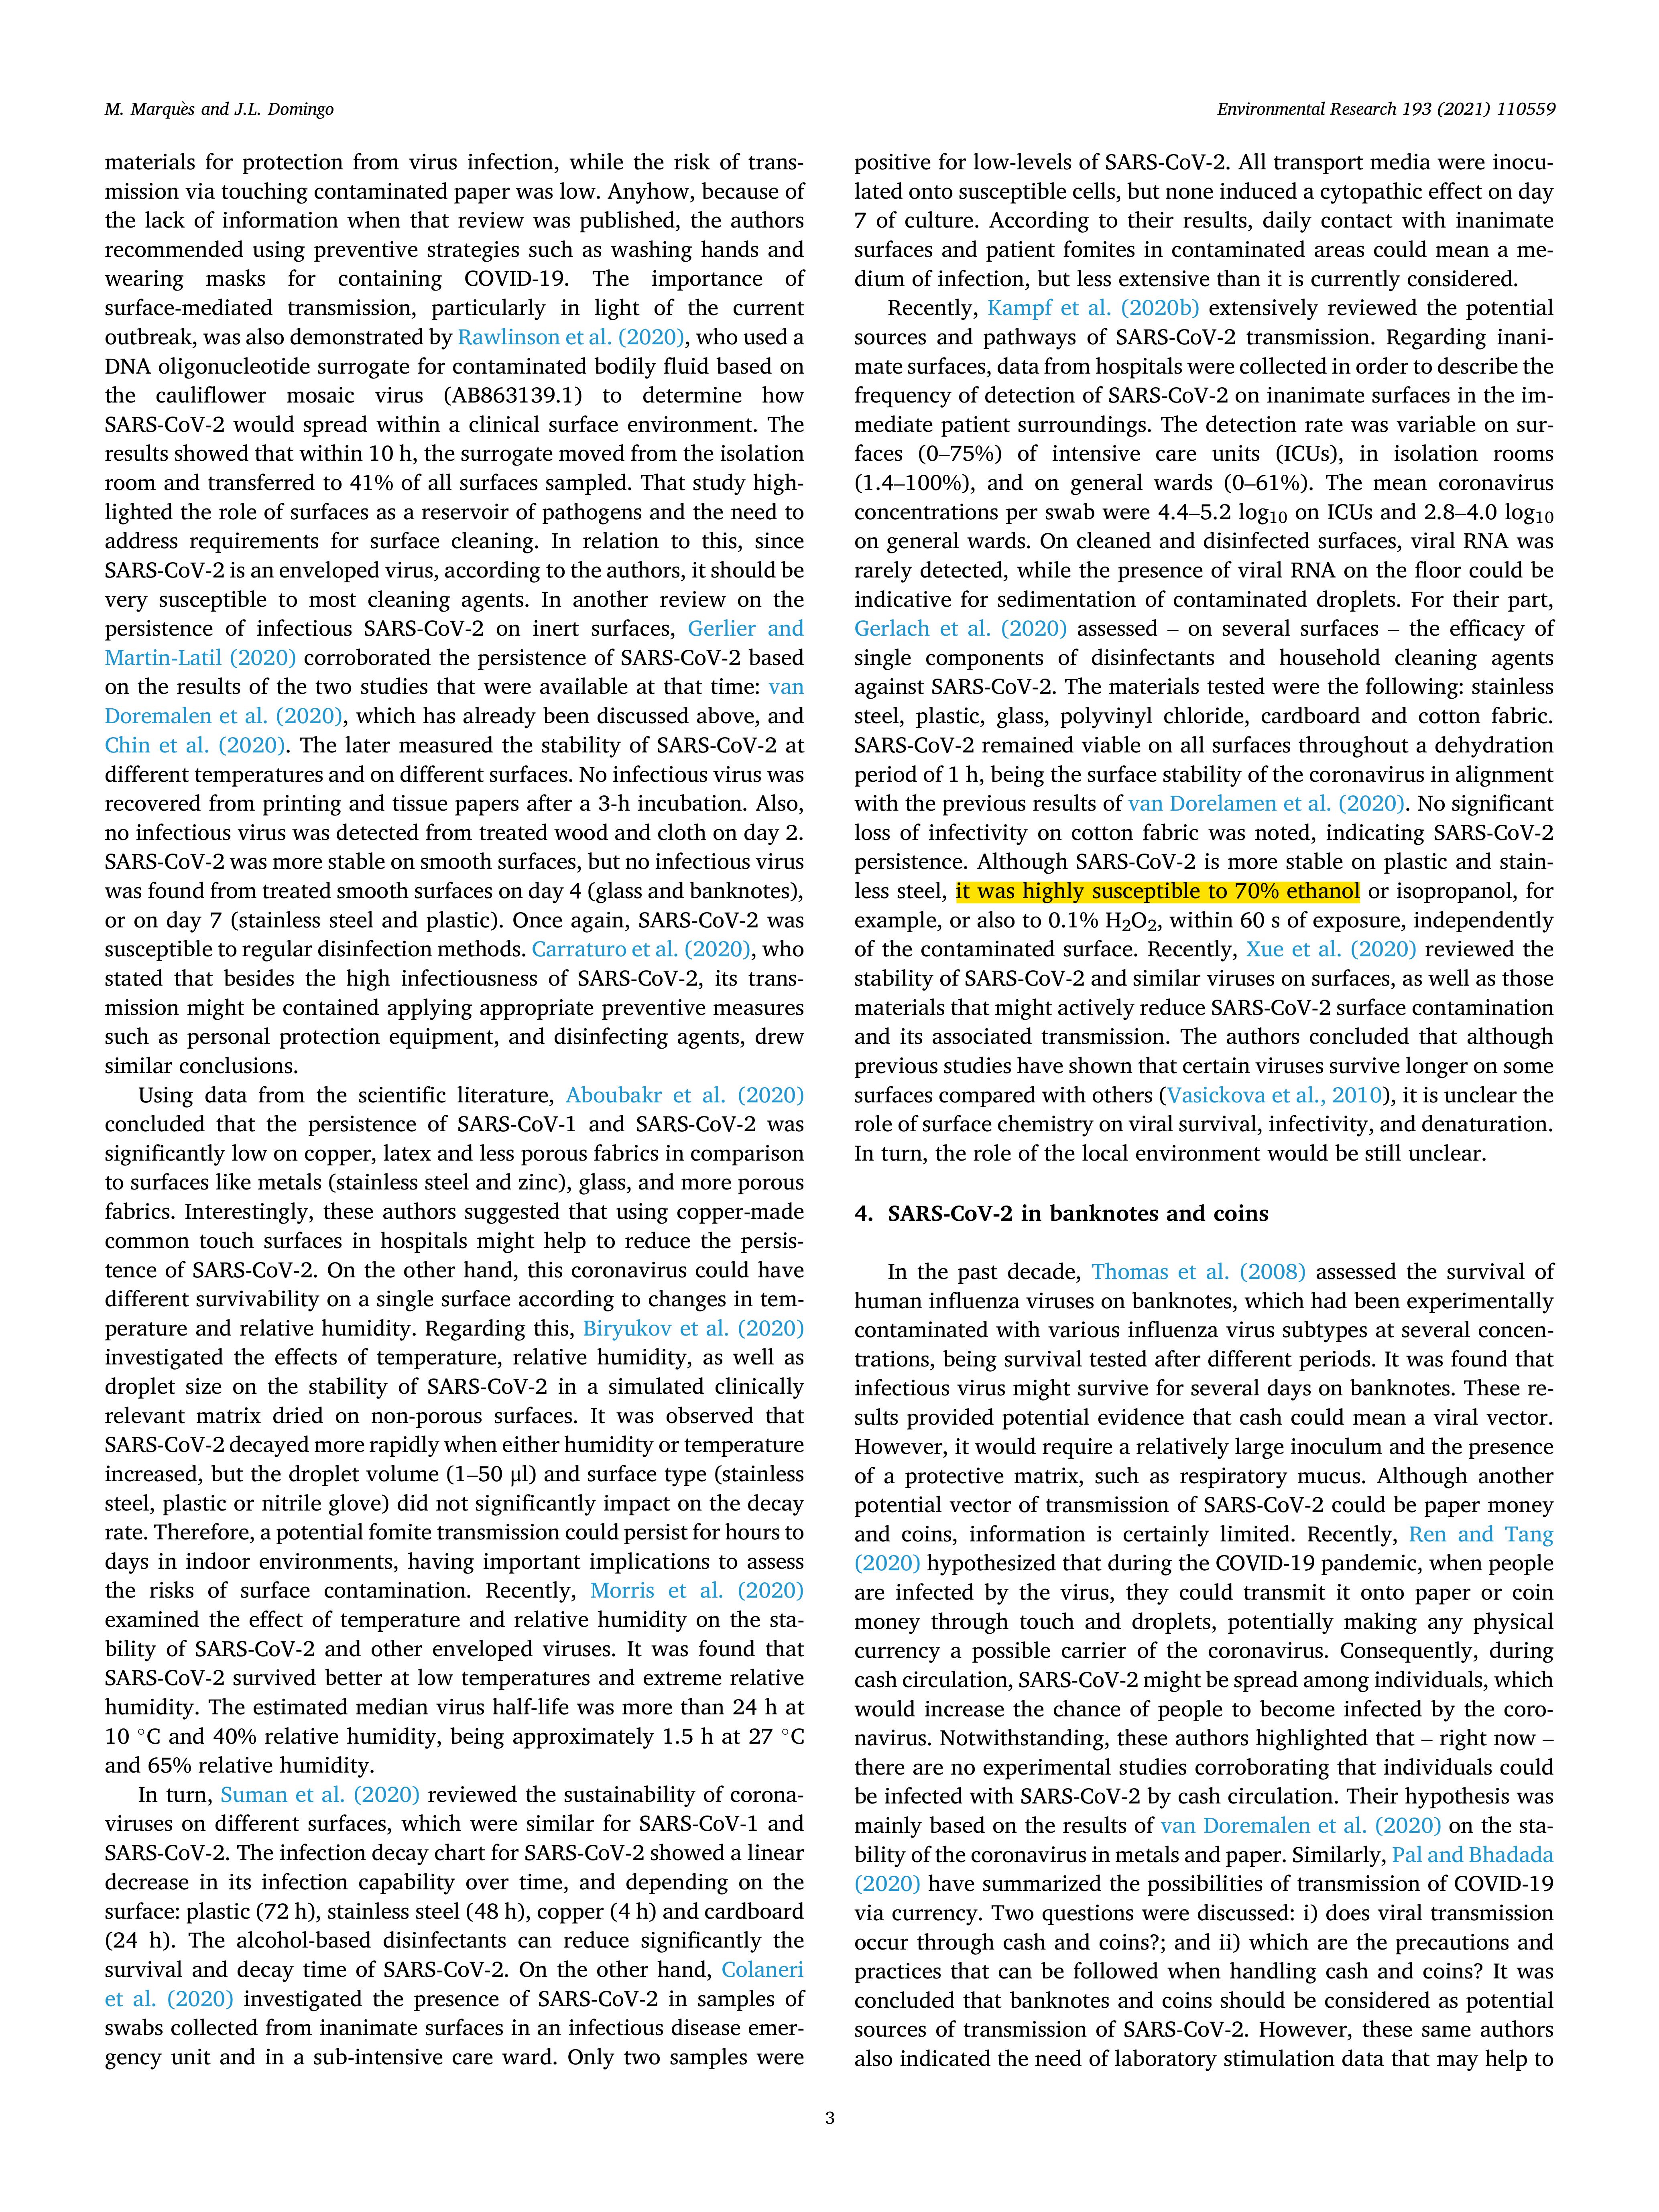 M. Marquès and J.L. Domingo
Environmental Research 193 (2021) 110559
materials for protection from virus infection, while the risk of trans-
mission via touching contaminated paper was low. Anyhow, because of
the lack of information when that review was published, the authors
recommended using preventive strategies such as washing hands and
wearing masks for containing COVID-19. The importance of
surface-mediated transmission, particularly in light of the current
outbreak, was also demonstrated by Rawlinson et al. (2020), who used a
DNA oligonucleotide surrogate for contaminated bodily fluid based on
the cauliflower mosaic virus (AB863139.1) to determine how
SARS-CoV-2 would spread within a clinical surface environment. The
results showed that within 10 h, the surrogate moved from the isolation
room and transferred to 41% of all surfaces sampled. That study high-
lighted the role of surfaces as a reservoir of pathogens and the need to
address requirements for surface cleaning. In relation to this, since
SARS-CoV-2 is an enveloped virus, according to the authors, it should be
very susceptible to most cleaning agents. In another review on the
persistence of infectious SARS-CoV-2 on inert surfaces, Gerlier and
Martin-Latil (2020) corroborated the persistence of SARS-CoV-2 based
on the results of the two studies that were available at that time: van
Doremalen et al. (2020), which has already been discussed above, and
Chin et al. (2020). The later measured the stability of SARS-CoV-2 at
different temperatures and on different surfaces. No infectious virus was
recovered from printing and tissue papers after a 3-h incubation. Also,
no infectious virus was detected from treated wood and cloth on day 2.
SARS-CoV-2 was more stable on smooth surfaces, but no infectious virus
was found from treated smooth surfaces on day 4 (glass and banknotes),
or on day 7 (stainless steel and plastic). Once again, SARS-CoV-2 was
susceptible to regular disinfection methods. Carraturo et al. (2020), who
stated that besides the high infectiousness of SARS-CoV-2, its trans-
mission might be contained applying appropriate preventive measures
such as personal protection equipment, and disinfecting agents, drew
similar conclusions.
Using data from the scientific literature, Aboubakr et al. (2020)
concluded that the persistence of SARS-CoV-1 and SARS-CoV-2 was
significantly low on copper, latex and less porous fabrics in comparison
to surfaces like metals (stainless steel and zinc), glass, and more porous
fabrics. Interestingly, these authors suggested that using copper-made
common touch surfaces in hospitals might help to reduce the persis-
tence of SARS-CoV-2. On the other hand, this coronavirus could have
different survivability on a single surface according to changes in tem-
perature and relative humidity. Regarding this, Biryukov et al. (2020)
investigated the effects of temperature, relative humidity, as well as
droplet size on the stability of SARS-CoV-2 in a simulated clinically
relevant matrix dried on non-porous surfaces. It was observed that
SARS-CoV-2 decayed more rapidly when either humidity or temperature
increased, but the droplet volume (1–50 μl) and surface type (stainless
steel, plastic or nitrile glove) did not significantly impact on the decay
rate. Therefore, a potential fomite transmission could persist for hours to
days in indoor environments, having important implications to assess
the risks of surface contamination. Recently, Morris et al. (2020)
examined the effect of temperature and relative humidity on the sta-
bility of SARS-CoV-2 and other enveloped viruses. It was found that
SARS-CoV-2 survived better at low temperatures and extreme relative
humidity. The estimated median virus half-life was more than 24 h at
10 °C and 40% relative humidity, being approximately 1.5 h at 27 °C
and 65% relative humidity.
In turn, Suman et al. (2020) reviewed the sustainability of corona-
viruses on different surfaces, which were similar for SARS-CoV-1 and
SARS-CoV-2. The infection decay chart for SARS-CoV-2 showed a linear
decrease in its infection capability over time, and depending on the
surface: plastic (72 h), stainless steel (48 h), copper (4 h) and cardboard
(24 h). The alcohol-based disinfectants can reduce significantly the
survival and decay time of SARS-CoV-2. On the other hand, Colaneri
et al. (2020) investigated the presence of SARS-CoV-2 in samples of
swabs collected from inanimate surfaces in an infectious disease emer-
gency unit and in a sub-intensive care ward. Only two samples were
positive for low-levels of SARS-CoV-2. All transport media were inocu-
lated onto susceptible cells, but none induced a cytopathic effect on day
7 of culture. According to their results, daily contact with inanimate
surfaces and patient fomites in contaminated areas could mean a me-
dium of infection, but less extensive than it is currently considered.
Recently, Kampf et al. (2020b) extensively reviewed the potential
sources and pathways of SARS-CoV-2 transmission. Regarding inani-
mate surfaces, data from hospitals were collected in order to describe the
frequency of detection of SARS-CoV-2 on inanimate surfaces in the im-
mediate patient surroundings. The detection rate was variable on sur-
faces (0–75%) of intensive care units (ICUs), in isolation rooms
(1.4–100%), and on general wards (0–61%). The mean coronavirus
concentrations per swab were 4.4–5.2 log₁₀ on ICUs and 2.8–4.0 log₁₀
on general wards. On cleaned and disinfected surfaces, viral RNA was
rarely detected, while the presence of viral RNA on the floor could be
indicative for sedimentation of contaminated droplets. For their part,
Gerlach et al. (2020) assessed – on several surfaces – the efficacy of
single components of disinfectants and household cleaning agents
against SARS-CoV-2. The materials tested were the following: stainless
steel, plastic, glass, polyvinyl chloride, cardboard and cotton fabric.
SARS-CoV-2 remained viable on all surfaces throughout a dehydration
period of 1 h, being the surface stability of the coronavirus in alignment
with the previous results of van Dorelamen et al. (2020). No significant
loss of infectivity on cotton fabric was noted, indicating SARS-CoV-2
persistence. Although SARS-CoV-2 is more stable on plastic and stain-
less steel, it was highly susceptible to 70% ethanol or isopropanol, for
example, or also to 0.1% H₂O₂, within 60 s of exposure, independently
of the contaminated surface. Recently, Xue et al. (2020) reviewed the
stability of SARS-CoV-2 and similar viruses on surfaces, as well as those
materials that might actively reduce SARS-CoV-2 surface contamination
and its associated transmission. The authors concluded that although
previous studies have shown that certain viruses survive longer on some
surfaces compared with others (Vasickova et al., 2010), it is unclear the
role of surface chemistry on viral survival, infectivity, and denaturation.
In turn, the role of the local environment would be still unclear.
4. SARS-CoV-2 in banknotes and coins
In the past decade, Thomas et al. (2008) assessed the survival of
human influenza viruses on banknotes, which had been experimentally
contaminated with various influenza virus subtypes at several concen-
trations, being survival tested after different periods. It was found that
infectious virus might survive for several days on banknotes. These re-
sults provided potential evidence that cash could mean a viral vector.
However, it would require a relatively large inoculum and the presence
of a protective matrix, such as respiratory mucus. Although another
potential vector of transmission of SARS-CoV-2 could be paper money
and coins, information is certainly limited. Recently, Ren and Tang
(2020) hypothesized that during the COVID-19 pandemic, when people
are infected by the virus, they could transmit it onto paper or coin
money through touch and droplets, potentially making any physical
currency a possible carrier of the coronavirus. Consequently, during
cash circulation, SARS-CoV-2 might be spread among individuals, which
would increase the chance of people to become infected by the coro-
navirus. Notwithstanding, these authors highlighted that – right now –
there are no experimental studies corroborating that individuals could
be infected with SARS-CoV-2 by cash circulation. Their hypothesis was
mainly based on the results of van Doremalen et al. (2020) on the sta-
bility of the coronavirus in metals and paper. Similarly, Pal and Bhadada
(2020) have summarized the possibilities of transmission of COVID-19
via currency. Two questions were discussed: i) does viral transmission
occur through cash and coins?; and ii) which are the precautions and
practices that can be followed when handling cash and coins? It was
concluded that banknotes and coins should be considered as potential
sources of transmission of SARS-CoV-2. However, these same authors
also indicated the need of laboratory stimulation data that may help to
3